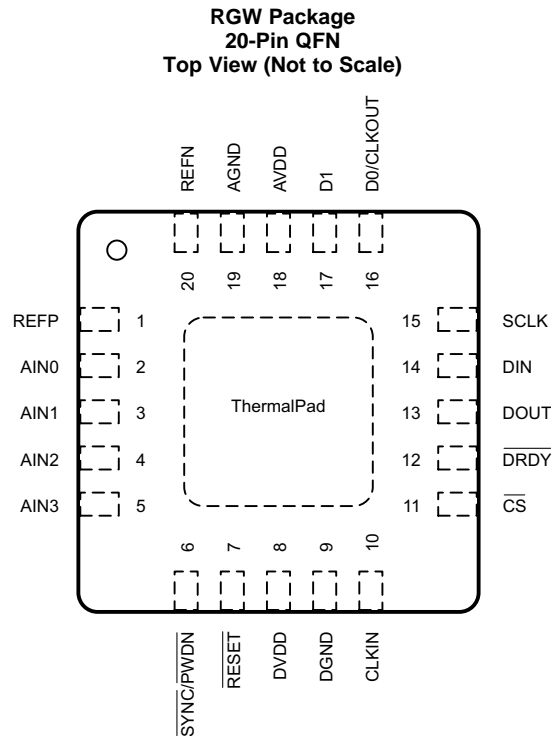 RGW Package
20-Pin QFN
Top View (Not to Scale)
REFN
AGND
AVDD
D1
D0/CLKOUT
20
19
18
17
16
REFP 1
AIN0 2
AIN1 3
AIN2 4
AIN3 5
15 SCLK
14 DIN
13 DOUT
12 DRDY
11 CS
ThermalPad
6
7
8
9
10
SYNC/PWDN
RESET
DVDD
DGND
CLKIN